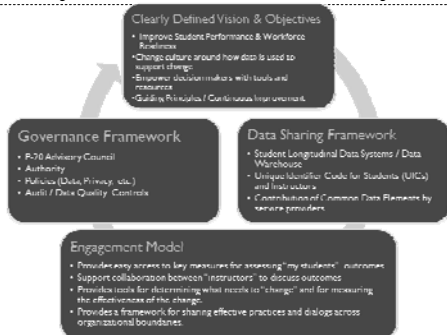 Clearly Defined Vision & Objectives
• Improve Student Performance & Workforce
Readiness
• Change culture around how data is used to
support change
• Empower decision makers with tools and
resources
• Guiding Principles / Continuous Improvement
Governance Framework
• P-20 Advisory Council
• Authority
• Policies (Data, Privacy, etc.)
• Audit / Data Quality Controls
Data Sharing Framework
• Student Longitudinal Data Systems / Data
Warehouse
• Unique Identifier Code for Students (UICs)
and Instructors
• Contribution of Common Data Elements by
service providers
Engagement Model
• Provides easy access to key measures for assessing "my students" outcomes
• Support collaboration between "instructors" to discuss outcomes
• Provides tools for determining what needs to "change" and for measuring
the effectiveness of the change.
• Provides a framework for sharing effective practices and dialogs across
organizational boundaries.